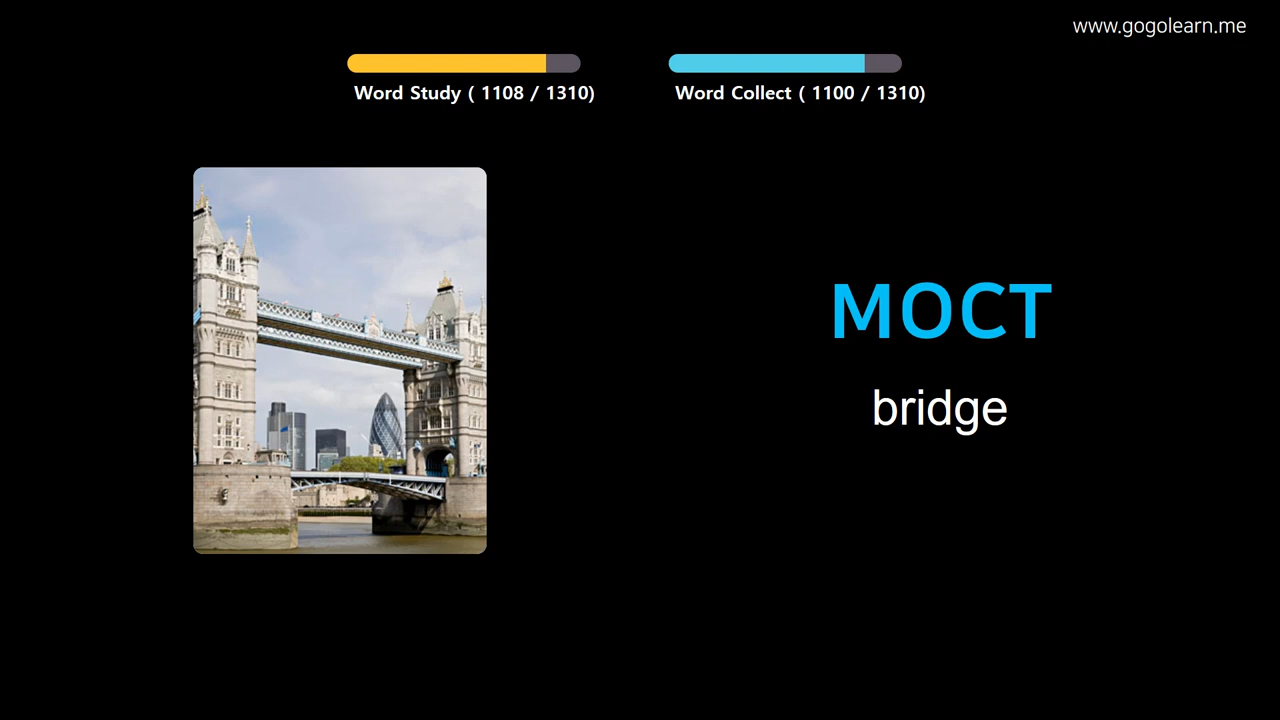 www.gogolearn.me
Word Study ( 1108 / 1310)
Word Collect ( 1100 / 1310)
мост
bridge